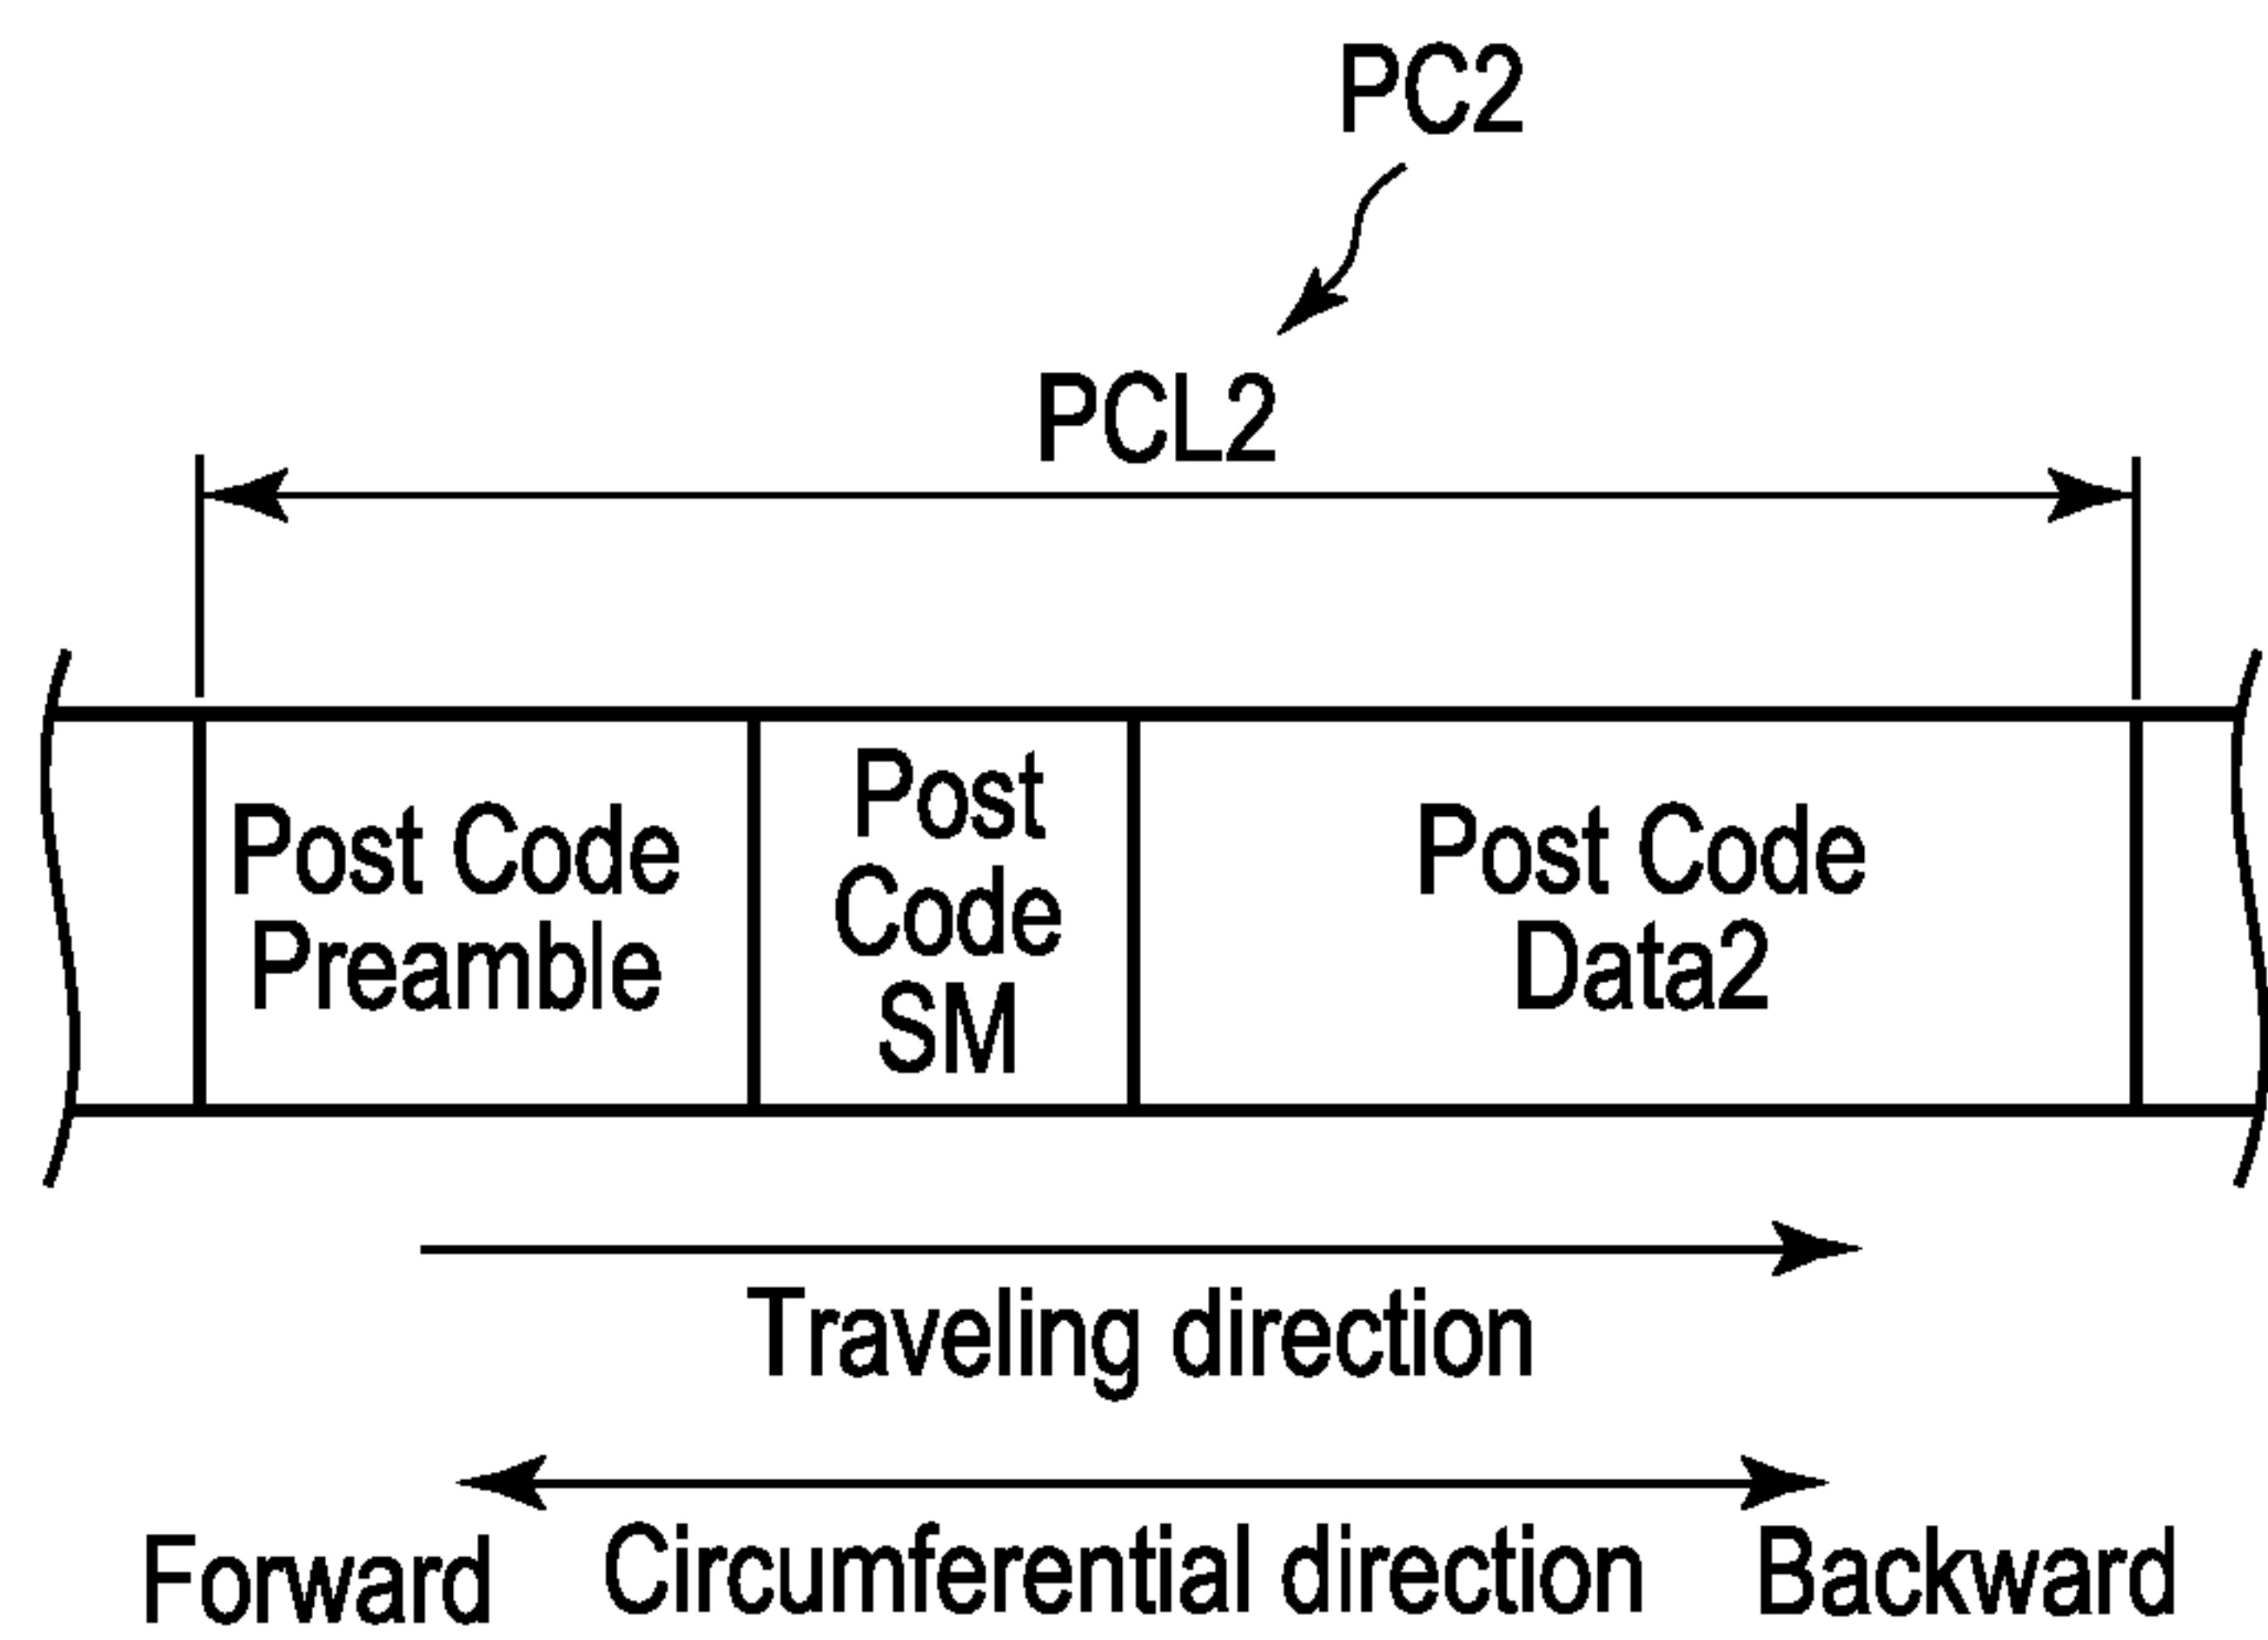 PC2
PCL2
Post Code
Preamble
Post
Code
SM
Post Code
Data2
Traveling direction
Forward
Circumferential direction
Backward